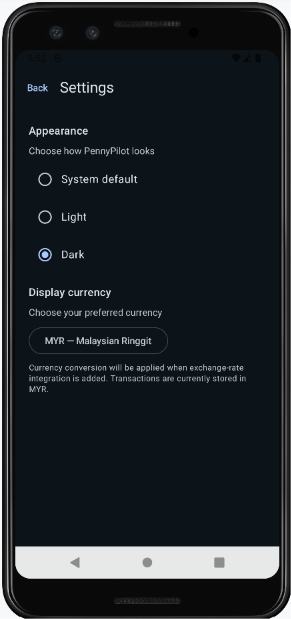 Back Settings
Appearance
Choose how PennyPilot looks
System default
Light
Dark
Display currency
Choose your preferred currency
MYR — Malaysian Ringgit
Currency conversion will be applied when exchange-rate
integration is added. Transactions are currently stored in
MYR.